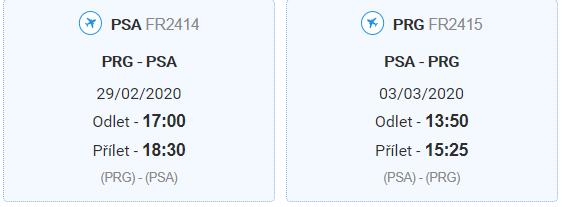 PSA FR2414
PRG - PSA
29/02/2020
Odlet - 17:00
Přílet - 18:30
(PRG) - (PSA)
PRG FR2415
PSA - PRG
03/03/2020
Odlet - 13:50
Přílet - 15:25
(PSA) - (PRG)